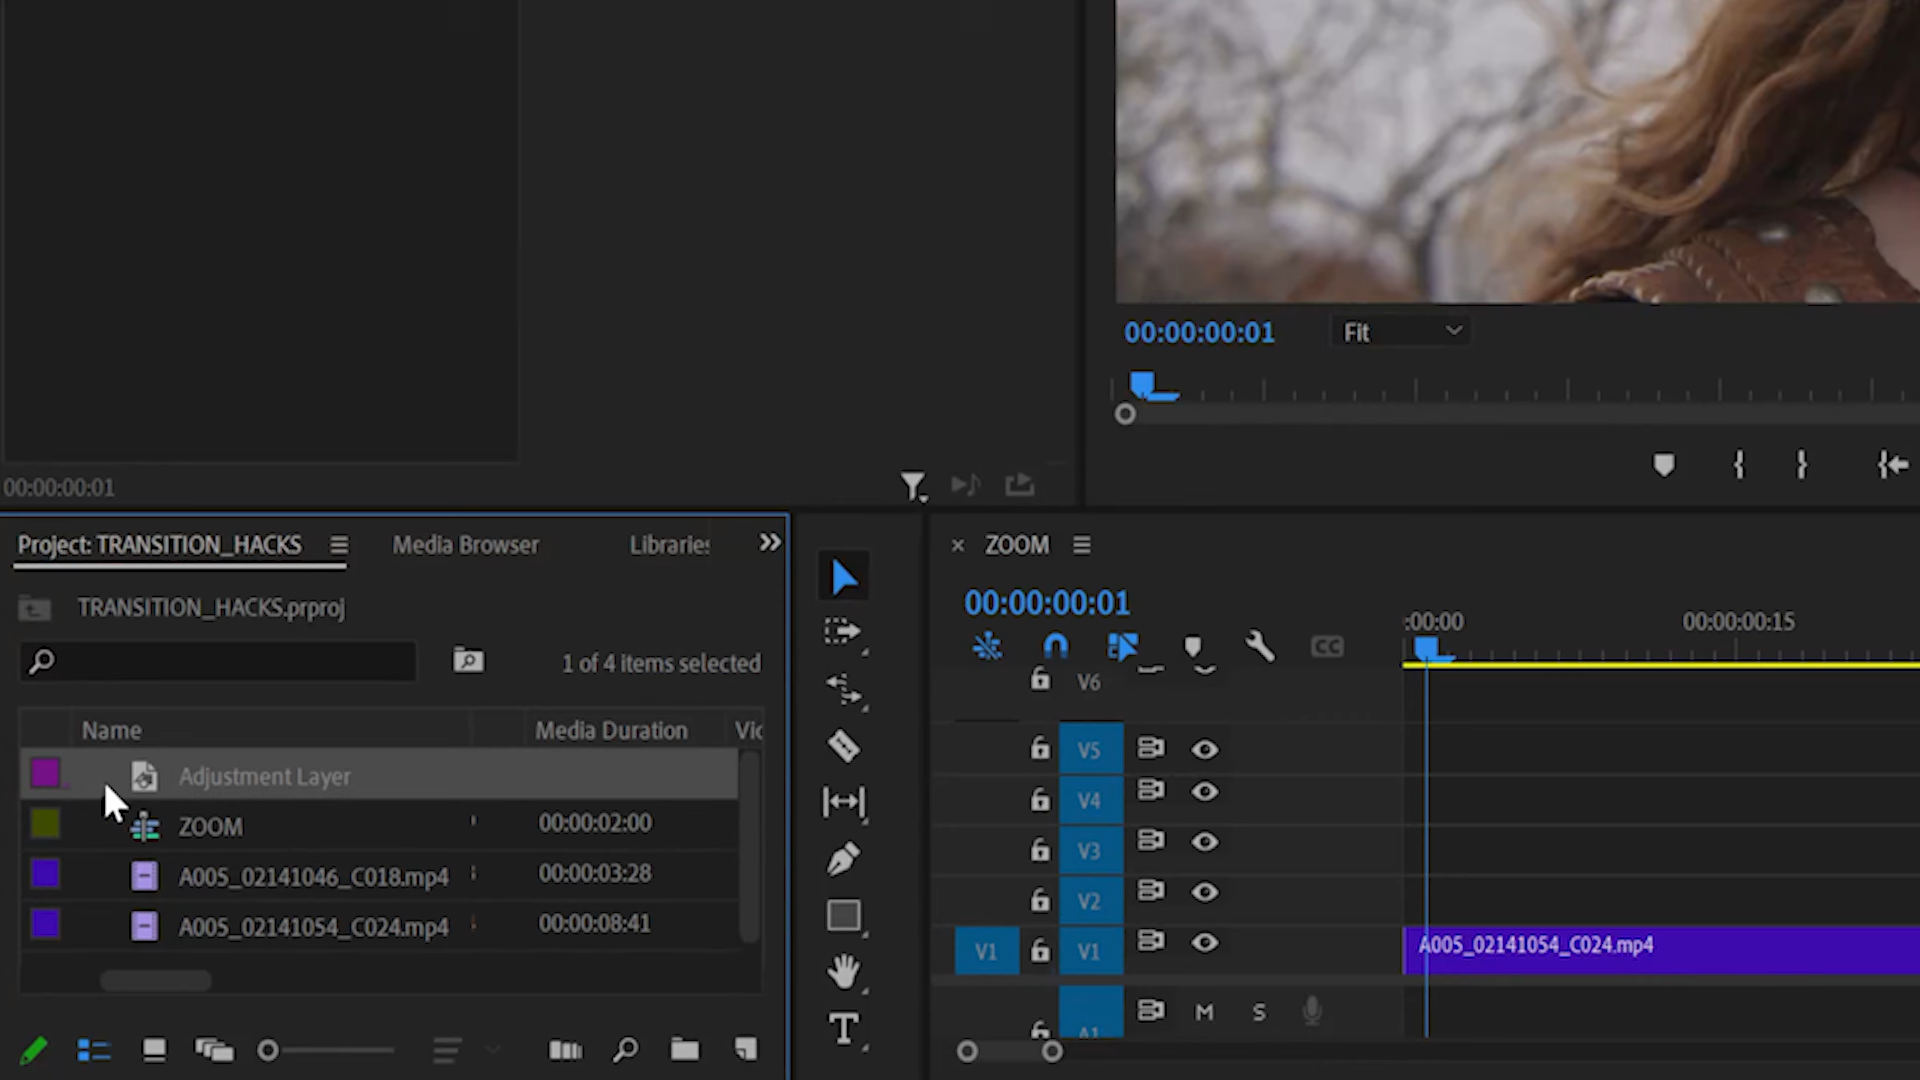 00:00:00:01
Fit
00:00:00:01
Project: TRANSITION_HACKS
Media Browser
Libraries
TRANSITION_HACKS.prproj
1 of 4 items selected
Name
Media Duration
Vic
Adjustment Layer
ZOOM
00:00:02:00
A005_02141046_C018.mp4
00:00:03:28
A005_02141054_C024.mp4
00:00:08:41
ZOOM
00:00:00:01
:00:00
00:00:00:15
CC
V6
V5
V4
V3
V2
V1
V1
A005_02141054_C024.mp4
A1
M
S
T